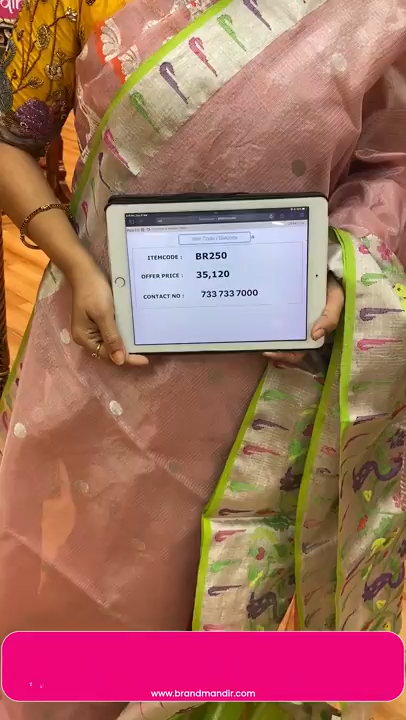 ITEMCODE : BR250
OFFER PRICE : 35,120
CONTACT NO : 733 733 7000
www.brandmandir.com